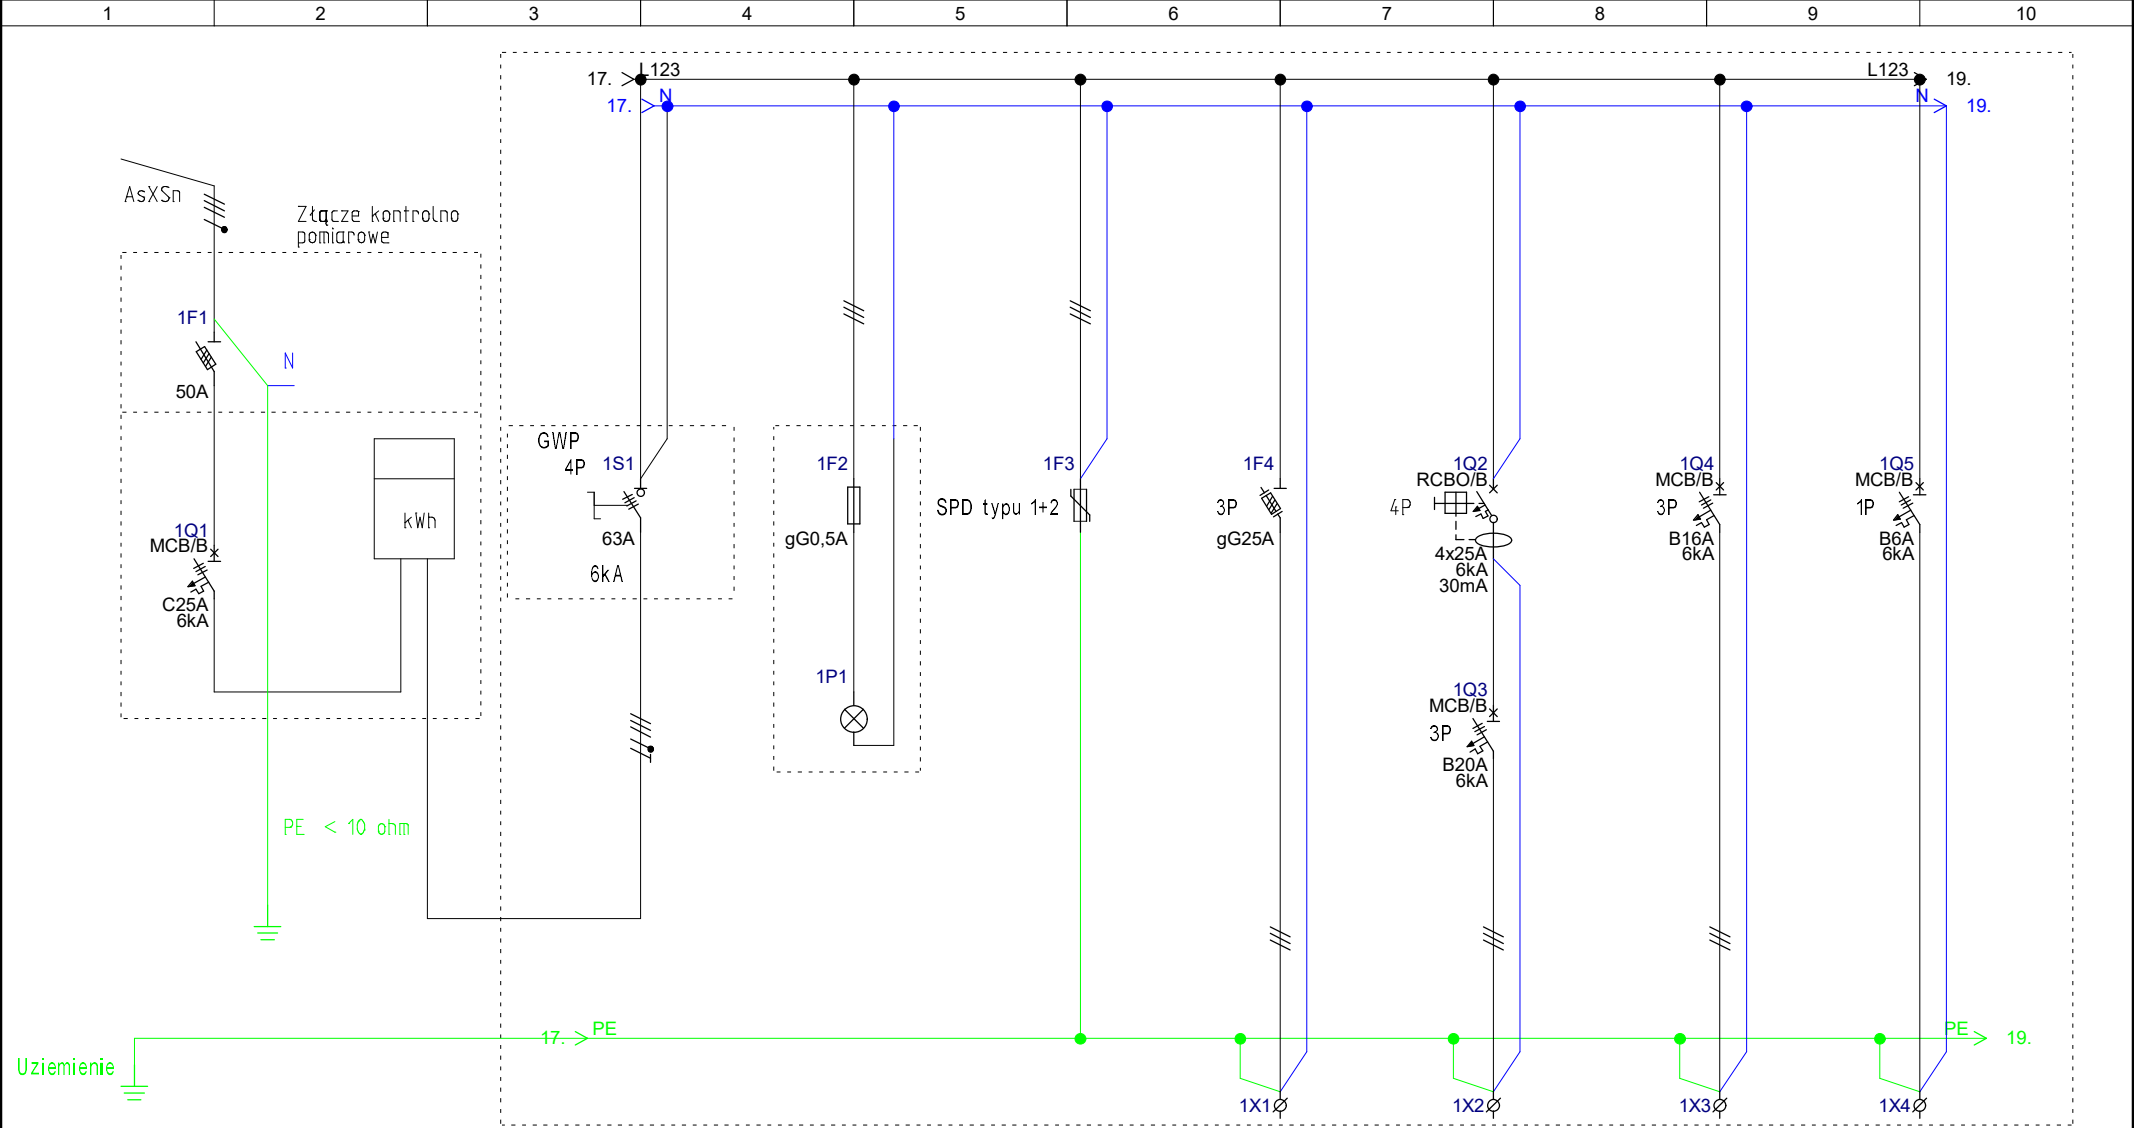 1 2 3 4 5 6 7 8 9 10
17. L123 L123 19.
17. N N 19.
AsXSn
Złącze kontrolno
pomiarowe
1F1
N
50A
1Q1
MCB/B
C25A
6kA
kWh
PE < 10 ohm
GWP
4P 1S1
63A
6kA
1F2
gG0,5A
1P1
1F3
SPD typu 1+2
1F4
3P
gG25A
1Q2
RCBO/B
4P
4x25A
6kA
30mA
1Q3
MCB/B
3P
B20A
6kA
1Q4
MCB/B
3P
B16A
6kA
1Q5
MCB/B
1P
B6A
6kA
17. PE PE 19.
Uziemienie
1X1 1X2 1X3 1X4